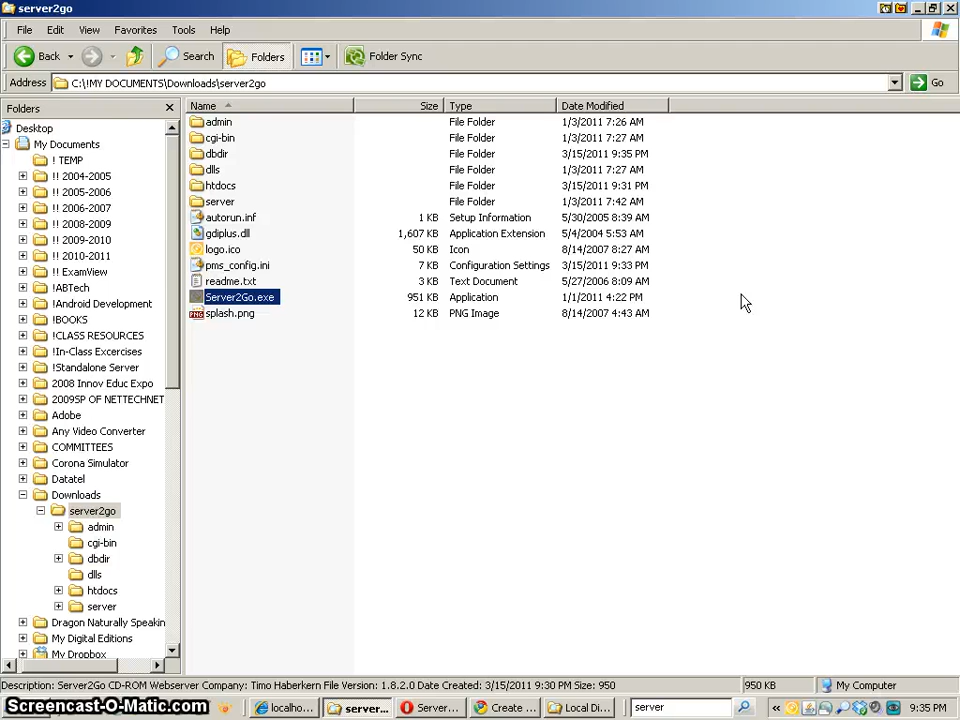 server2go
File Edit View Favorites Tools Help
Back Search Folders Folder Sync
Address C:\!MY DOCUMENTS\Downloads\server2go Go
Folders
Desktop
My Documents
! TEMP
!! 2004-2005
!! 2005-2006
!! 2006-2007
!! 2008-2009
!! 2009-2010
!! 2010-2011
!! ExamView
!ABTech
!Android Development
!BOOKS
!CLASS RESOURCES
!In-Class Excercises
!Standalone Server
2008 Innov Educ Expo
2009SP OF NETTECHNET
Adobe
Any Video Converter
COMMITTEES
Corona Simulator
Datatel
Downloads
server2go
admin
cgi-bin
dbdir
dlls
htdocs
server
Dragon Naturally Speakin
My Digital Editions
My Dropbox
Name Size Type Date Modified
admin File Folder 1/3/2011 7:26 AM
cgi-bin File Folder 1/3/2011 7:27 AM
dbdir File Folder 3/15/2011 9:35 PM
dlls File Folder 1/3/2011 7:27 AM
htdocs File Folder 3/15/2011 9:31 PM
server File Folder 1/3/2011 7:42 AM
autorun.inf 1 KB Setup Information 5/30/2005 8:39 AM
gdiplus.dll 1,607 KB Application Extension 5/4/2004 5:53 AM
logo.ico 50 KB Icon 8/14/2007 8:27 AM
pms_config.ini 7 KB Configuration Settings 3/15/2011 9:33 PM
readme.txt 3 KB Text Document 5/27/2006 8:09 AM
Server2Go.exe 951 KB Application 1/1/2011 4:22 PM
splash.png 12 KB PNG Image 8/14/2007 4:43 AM
Description: Server2Go CD-ROM Webserver Company: Timo Haberkern File Version: 1.8.2.0 Date Created: 3/15/2011 9:30 PM Size: 950 950 KB My Computer
Screencast-O-Matic.com localho... server... Server... Create ... Local Di... server « 9:35 PM